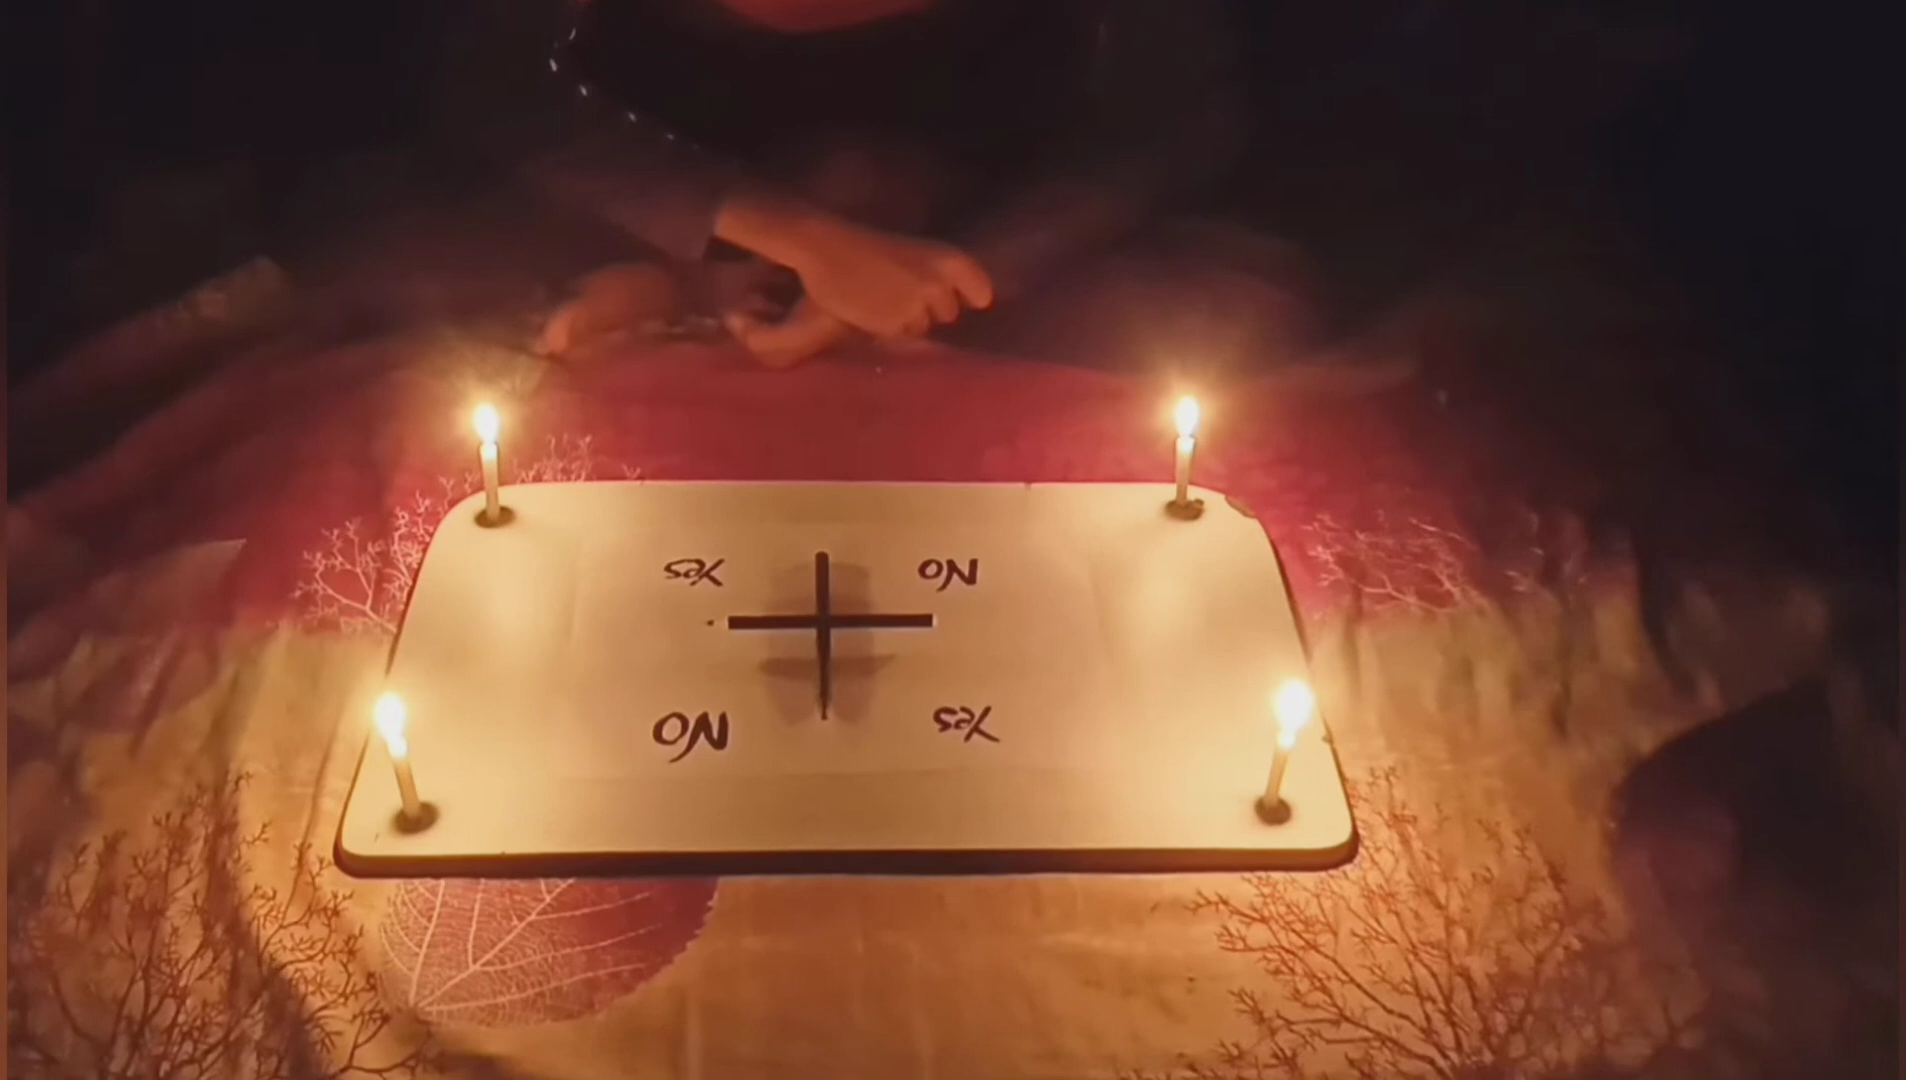 Yes No
No Yes